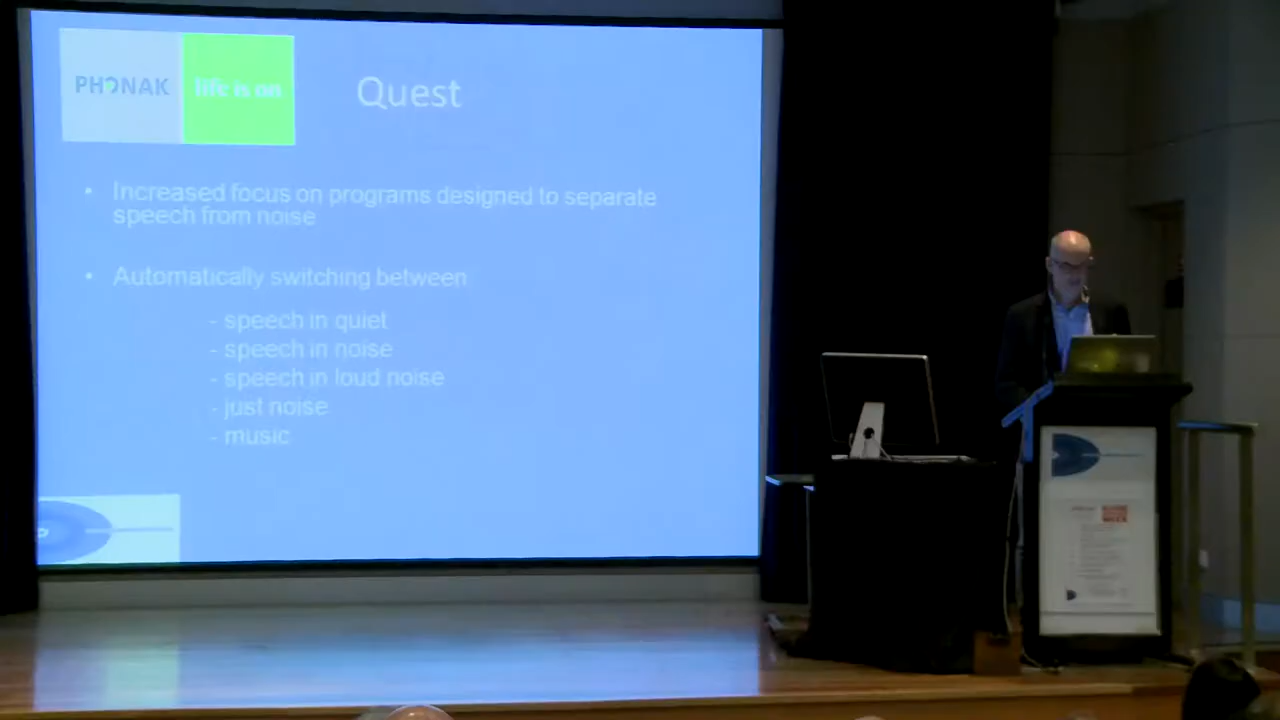 PHONAK life is on
Quest
• Increased focus on programs designed to separate
speech from noise
• Automatically switching between
- speech in quiet
- speech in noise
- speech in loud noise
- just noise
- music